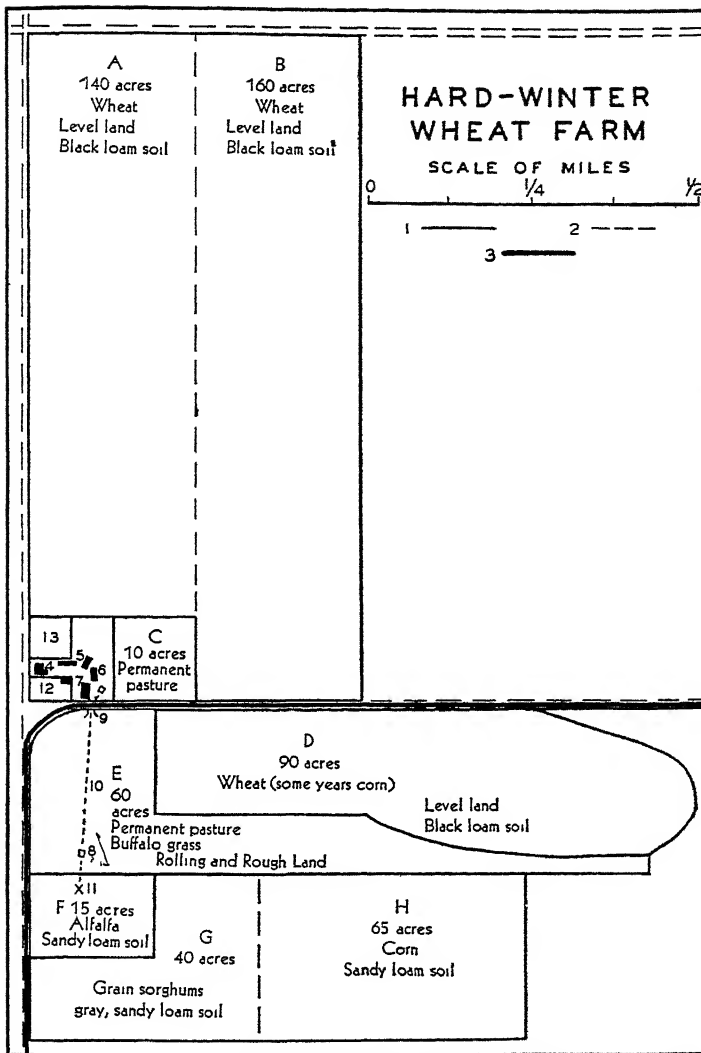 A
140 acres
Wheat
Level land
Black loam soil
B
160 acres
Wheat
Level land
Black loam soil
HARD-WINTER
WHEAT FARM
SCALE OF MILES
0 1/4 1/2
1 2
3
13
5
4
6
12
7
C
10 acres
Permanent
pasture
9
D
90 acres
Wheat (some years corn)
Level land
Black loam soil
10
E
60
acres
Permanent pasture
Buffalo grass
Rolling and Rough Land
8
x11
F 15 acres
Alfalfa
Sandy loam soil
G
40 acres
Grain sorghums
gray, sandy loam soil
H
65 acres
Corn
Sandy loam soil